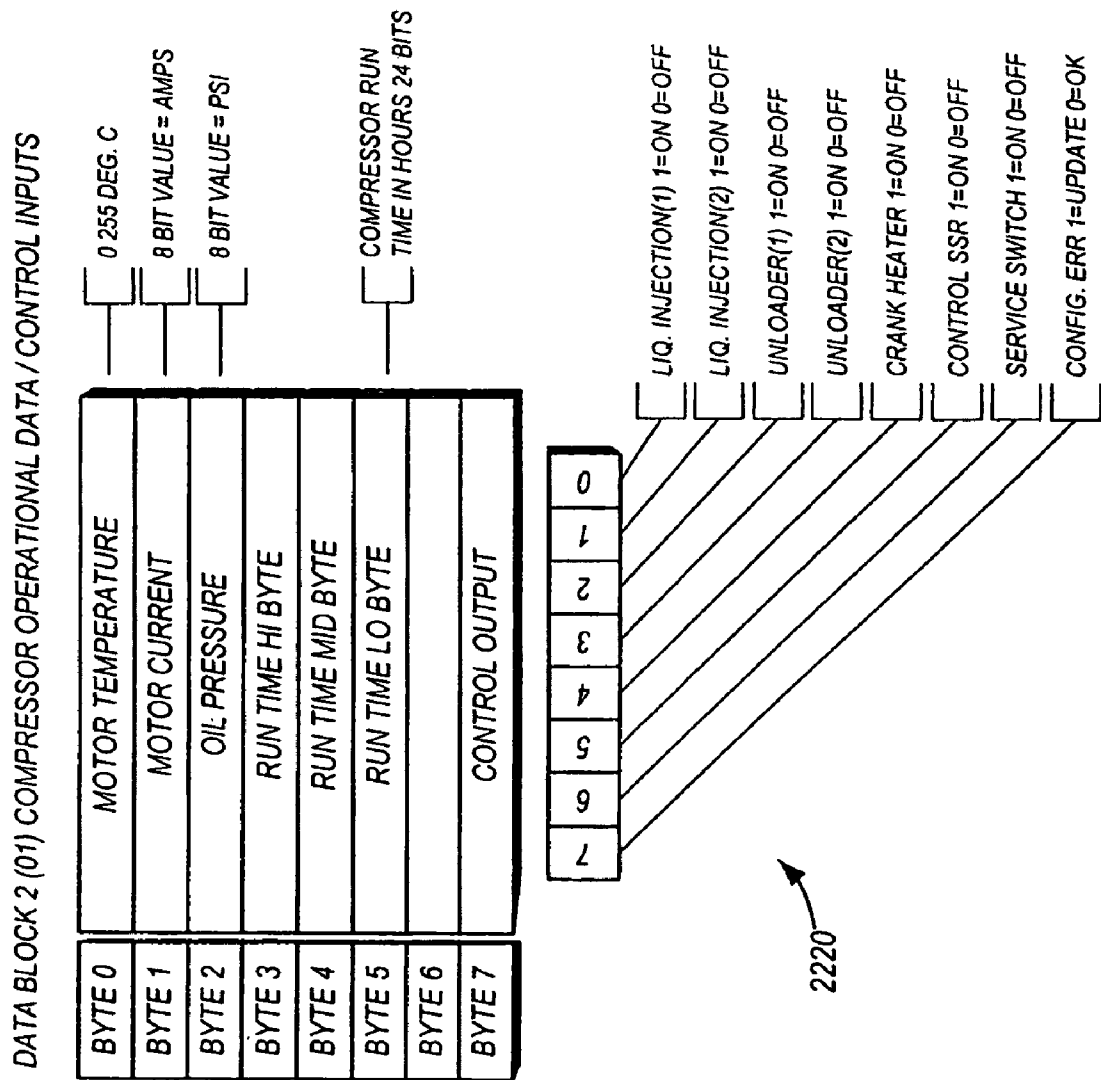 DATA BLOCK 2 (01) COMPRESSOR OPERATIONAL DATA / CONTROL INPUTS
BYTE 0 MOTOR TEMPERATURE 0 255 DEG. C
BYTE 1 MOTOR CURRENT 8 BIT VALUE = AMPS
BYTE 2 OIL PRESSURE 8 BIT VALUE = PSI
BYTE 3 RUN TIME HI BYTE
BYTE 4 RUN TIME MID BYTE
BYTE 5 RUN TIME LO BYTE
COMPRESSOR RUN
TIME IN HOURS 24 BITS
BYTE 6
BYTE 7 CONTROL OUTPUT
7 6 5 4 3 2 1 0
LIQ. INJECTION(1) 1=ON 0=OFF
LIQ. INJECTION(2) 1=ON 0=OFF
UNLOADER(1) 1=ON 0=OFF
UNLOADER(2) 1=ON 0=OFF
CRANK HEATER 1=ON 0=OFF
CONTROL SSR 1=ON 0=OFF
SERVICE SWITCH 1=ON 0=OFF
CONFIG. ERR 1=UPDATE 0=OK
2220